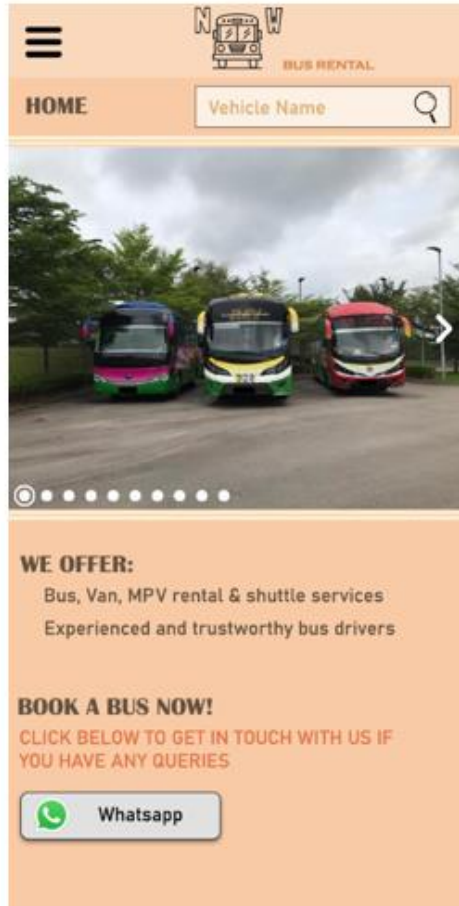 N W
BUS RENTAL
HOME
Vehicle Name
WE OFFER:
Bus, Van, MPV rental & shuttle services
Experienced and trustworthy bus drivers
BOOK A BUS NOW!
CLICK BELOW TO GET IN TOUCH WITH US IF
YOU HAVE ANY QUERIES
Whatsapp